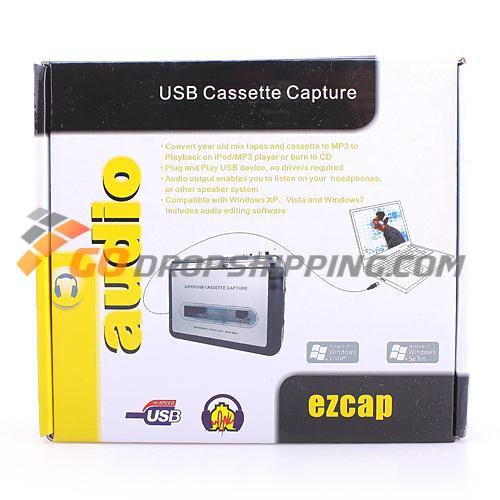 USB Cassette Capture
• Convert your old mix tapes and cassette to MP3 to
Playback on iPod/MP3 player or burn to CD
• Plug and Play USB device, no drivers required
• Audio output enables you to listen on your headphones,
or other speaker system
• Compatible with Windows XP, Vista and Windows7
Includes audio editing software
audio
GODROPSHIPPING.COM
SUPER USB CASSETTE CAPTURE
Windows
Vista
Windows
HI-SPEED
USB
ezcap